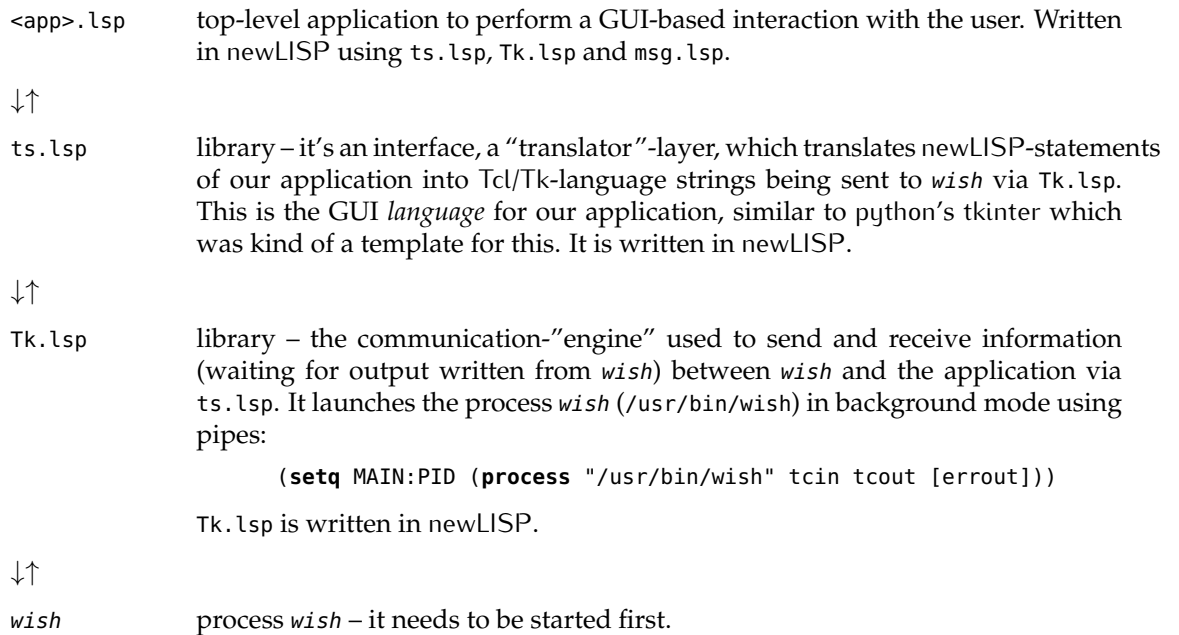 <app>.lsp top-level application to perform a GUI-based interaction with the user. Written
in newLISP using ts.lsp, Tk.lsp and msg.lsp.
↓↑
ts.lsp library – it's an interface, a "translator"-layer, which translates newLISP-statements
of our application into Tcl/Tk-language strings being sent to wish via Tk.lsp.
This is the GUI language for our application, similar to python's tkinter which
was kind of a template for this. It is written in newLISP.
↓↑
Tk.lsp library – the communication-"engine" used to send and receive information
(waiting for output written from wish) between wish and the application via
ts.lsp. It launches the process wish (/usr/bin/wish) in background mode using
pipes:
(setq MAIN:PID (process "/usr/bin/wish" tcin tcout [errout]))
Tk.lsp is written in newLISP.
↓↑
wish process wish – it needs to be started first.